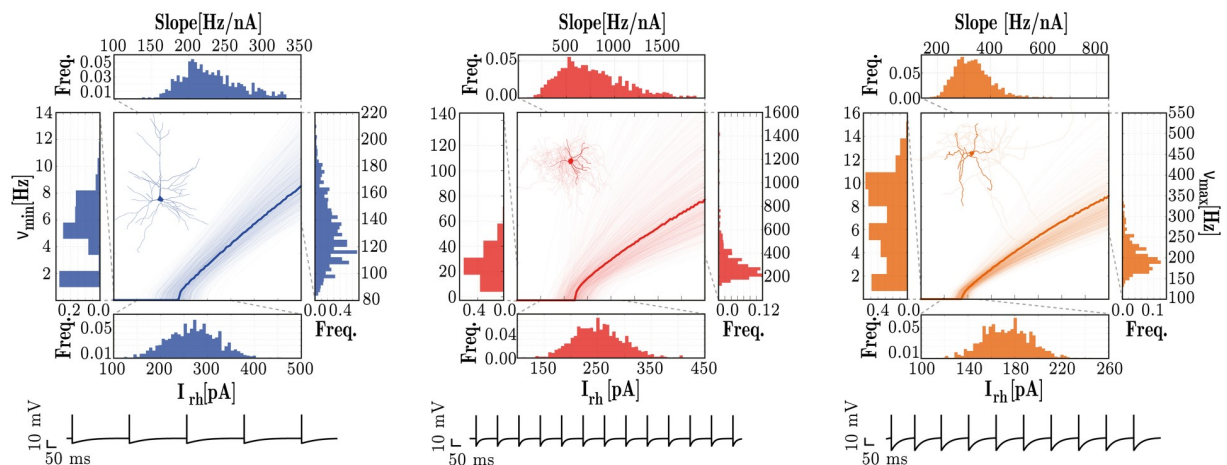 Slope[Hz/nA]
100 150 200 250 300 350
Freq.
0.05
0.03
0.01
ν min[Hz]
14
12
10
8
6
4
2
0.2 0.0
220
200
180
160
140
120
100
80
0.0 0.4
Freq.
Freq.
0.05
0.01
100 200 300 400 500
I rh[pA]
10 mV
50 ms
Slope[Hz/nA]
500 1000 1500
Freq.
0.05
0.00
140
120
100
80
60
40
20
0
0.4 0.0
1600
1400
1200
1000
800
600
400
200
0.0 0.12
Freq.
Freq.
0.04
0.00
150 250 350 450
I rh[pA]
10 mV
50 ms
Slope [Hz/nA]
200 400 600 800
Freq.
0.05
0.00
16
14
12
10
8
6
4
2
0.4 0.0
550
500
450
400
350
300
250
200
150
100
ν max[Hz]
0.0 0.1
Freq.
Freq.
0.05
0.01
100 140 180 220 260
I rh[pA]
10 mV
50 ms